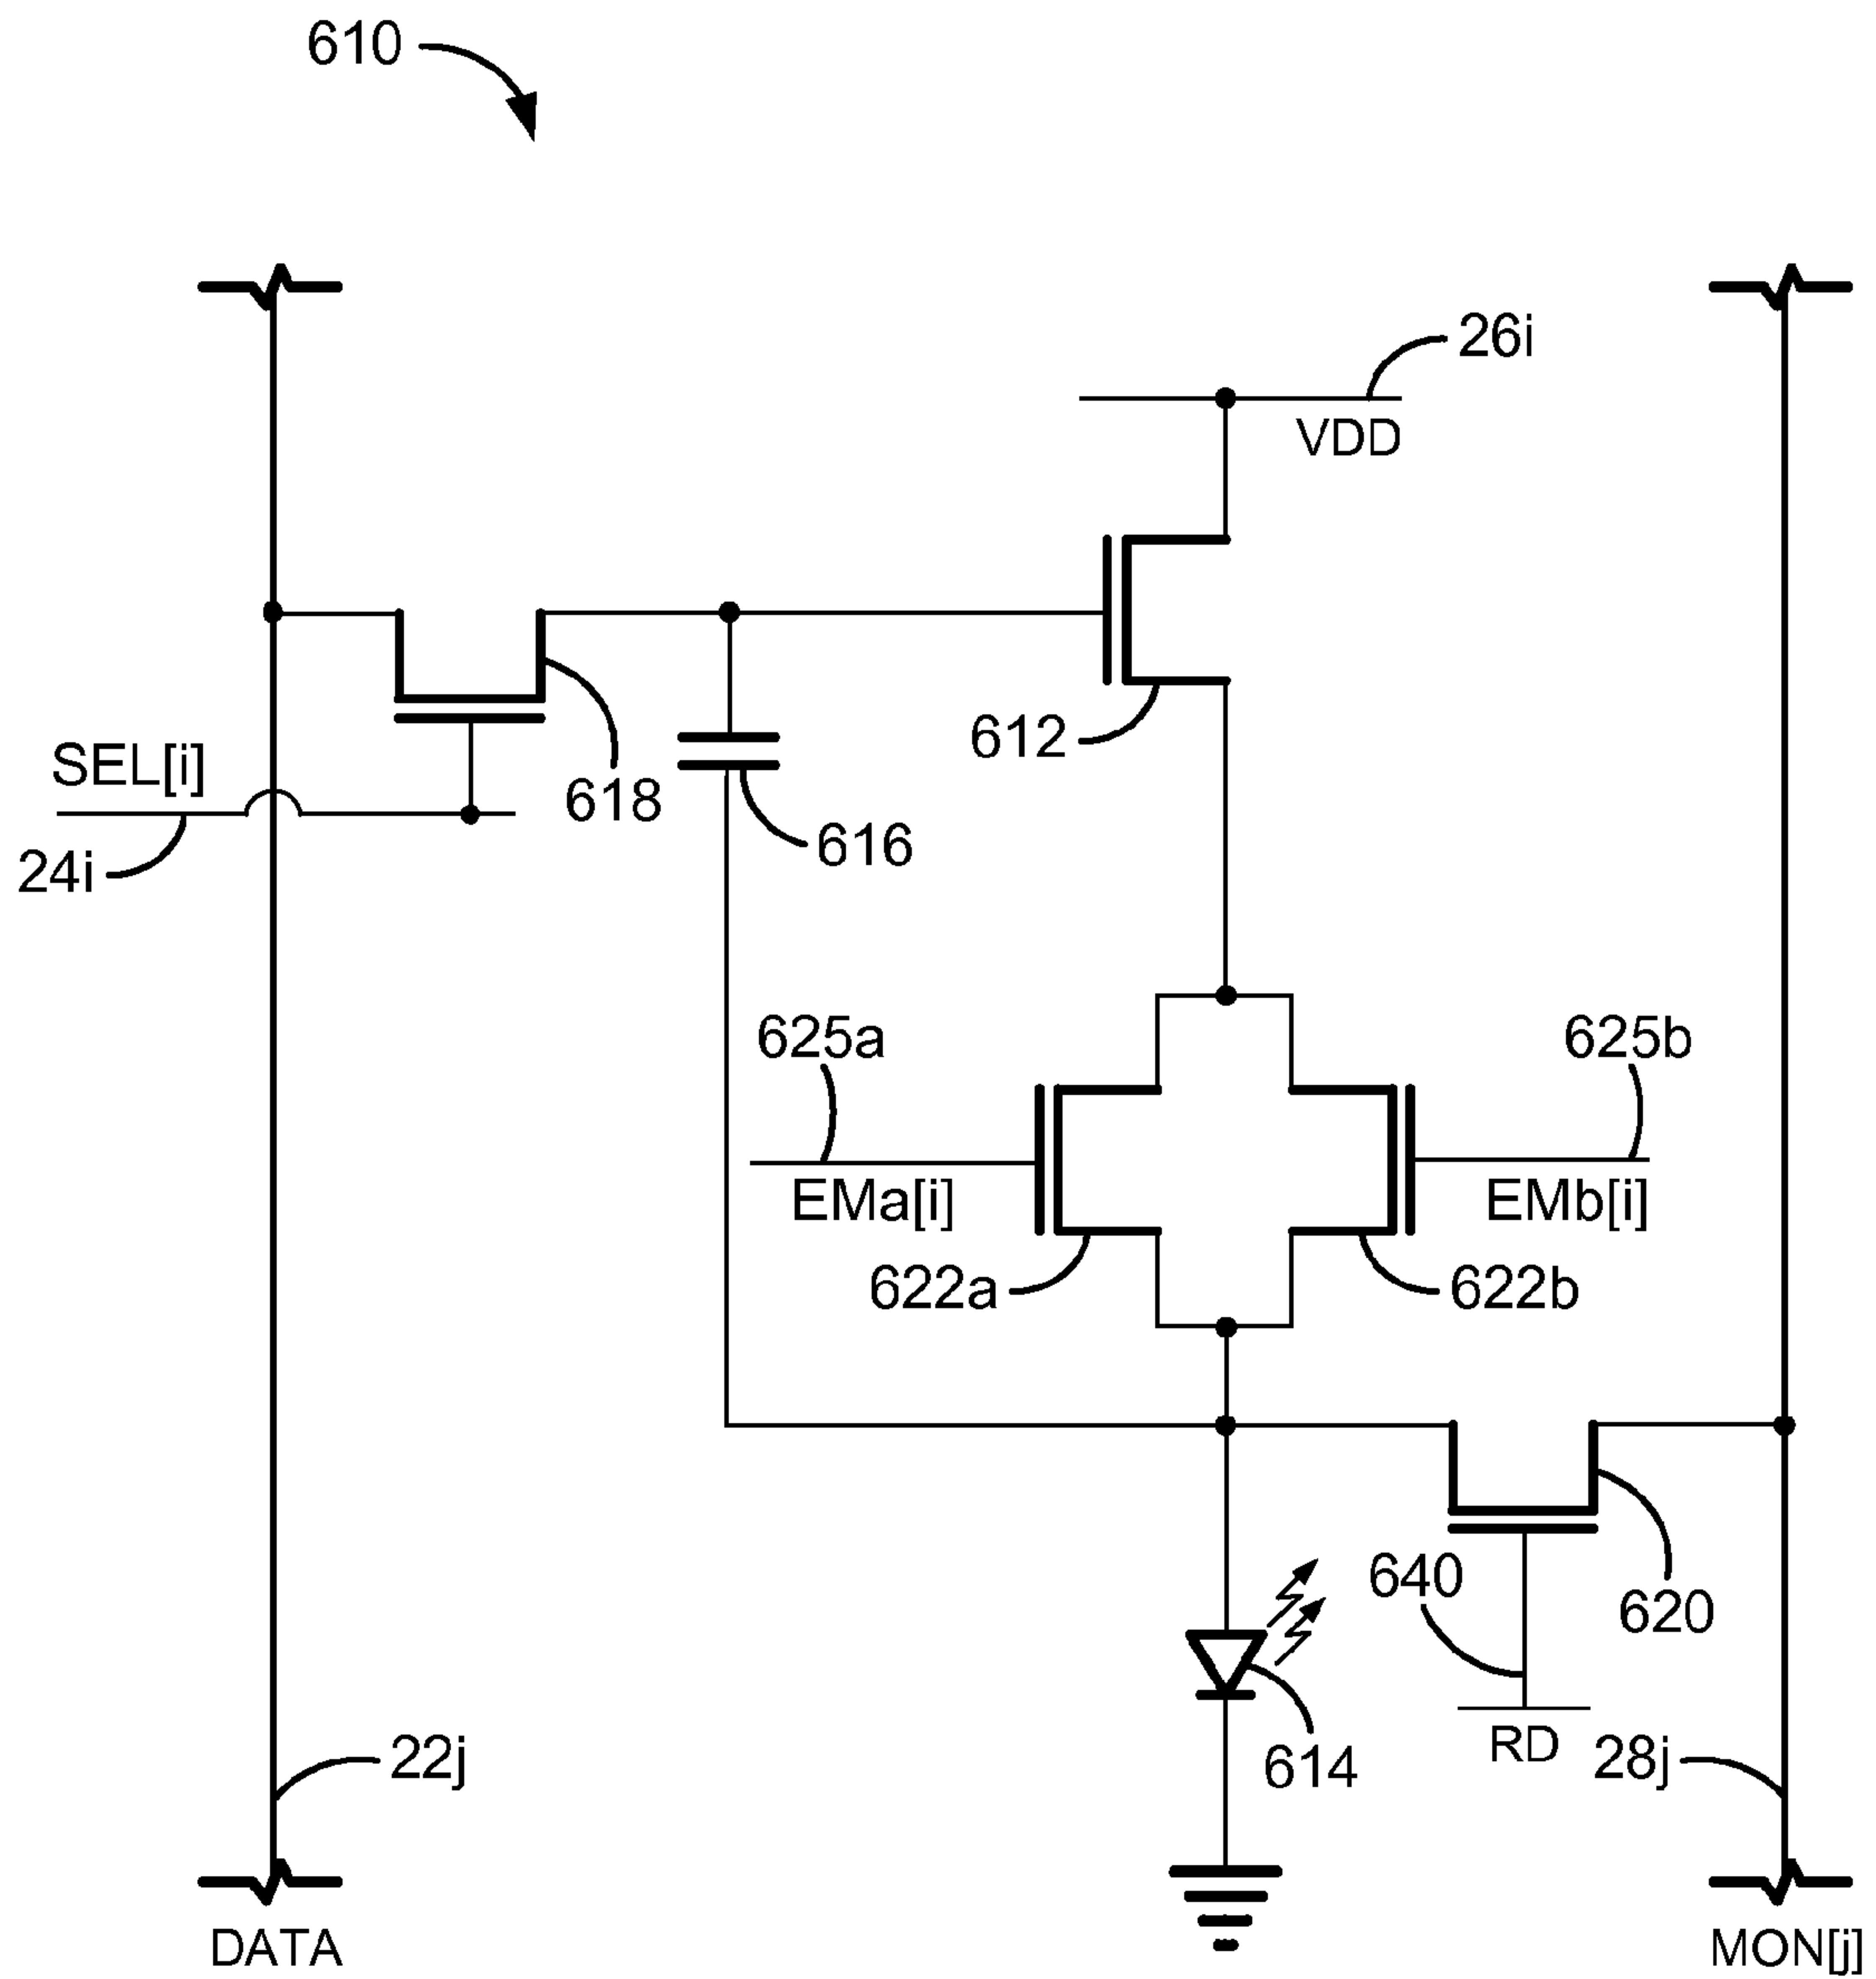 610
26i
VDD
612
SEL[i]
618
616
24i
625a
625b
EMa[i]
EMb[i]
622a
622b
640
620
RD
22j
614
28j
DATA
MON[j]